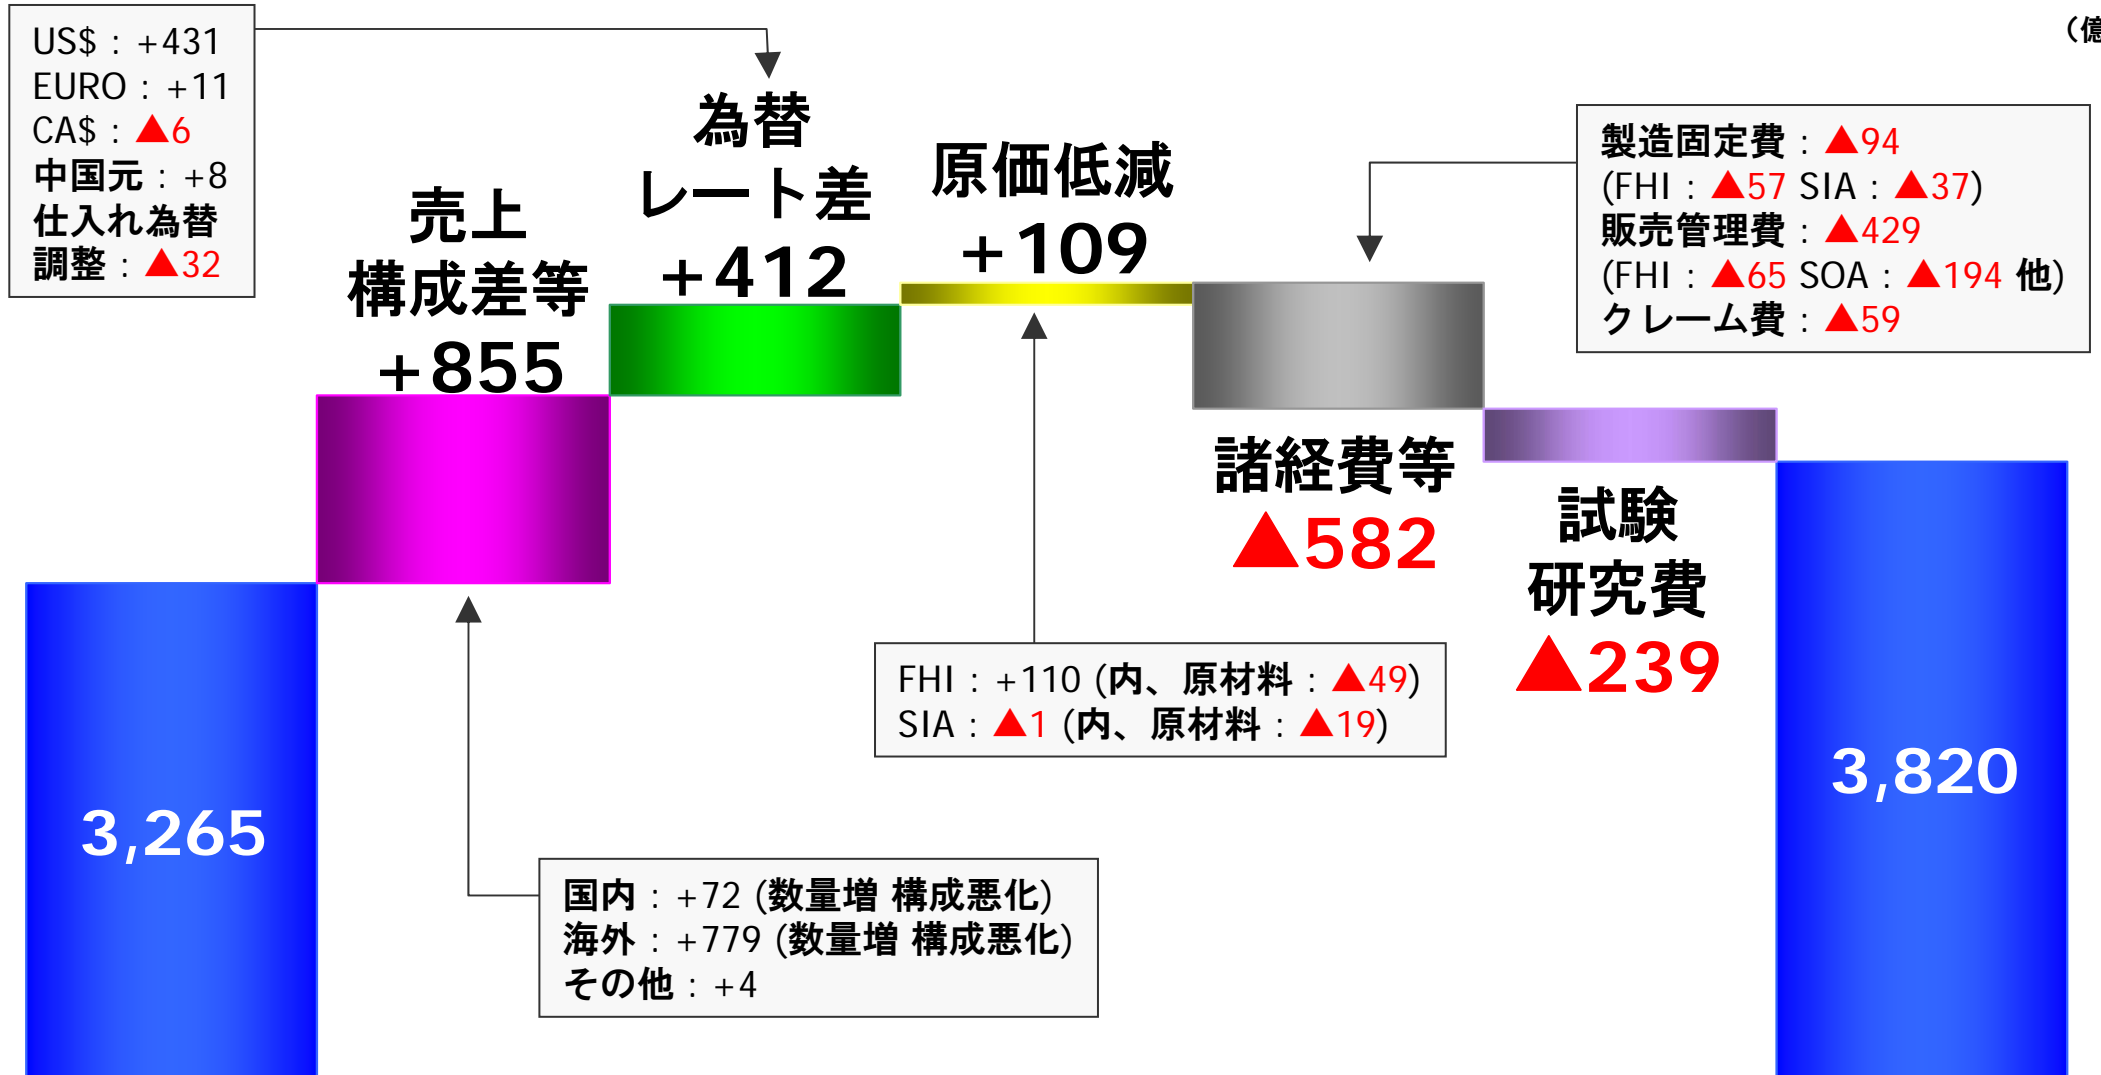 （億
US$ : +431
EURO : +11
CA$ : ▲6
中国元 : +8
仕入れ為替
調整 : ▲32
為替
レート差
+412
売上
構成差等
+855
原価低減
+109
製造固定費 : ▲94
(FHI : ▲57 SIA : ▲37)
販売管理費 : ▲429
(FHI : ▲65 SOA : ▲194 他)
クレーム費 : ▲59
諸経費等
▲582
試験
研究費
▲239
FHI : +110 (内、原材料 : ▲49)
SIA : ▲1 (内、原材料 : ▲19)
3,265
3,820
国内 : +72 (数量増 構成悪化)
海外 : +779 (数量増 構成悪化)
その他 : +4